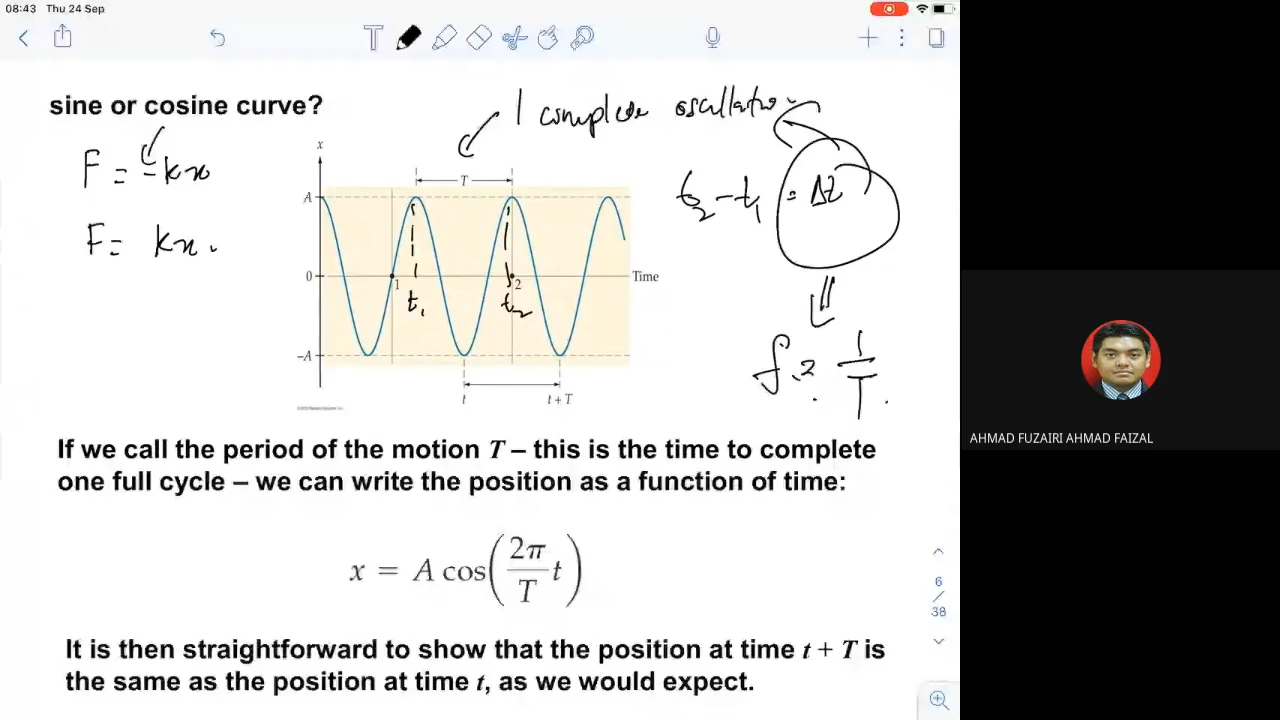 08:43 Thu 24 Sep
sine or cosine curve?
1 complete oscillation
F = -kx
F = kx.
x
T
A
0
-A
1
2
Time
t₁
t₂
t₂ - t₁ = Δt
f = 1/T
t
t + T
If we call the period of the motion T – this is the time to complete
one full cycle – we can write the position as a function of time:
x = A cos(2π/T t)
It is then straightforward to show that the position at time t + T is
the same as the position at time t, as we would expect.
6
/
38
AHMAD FUZAIRI AHMAD FAIZAL